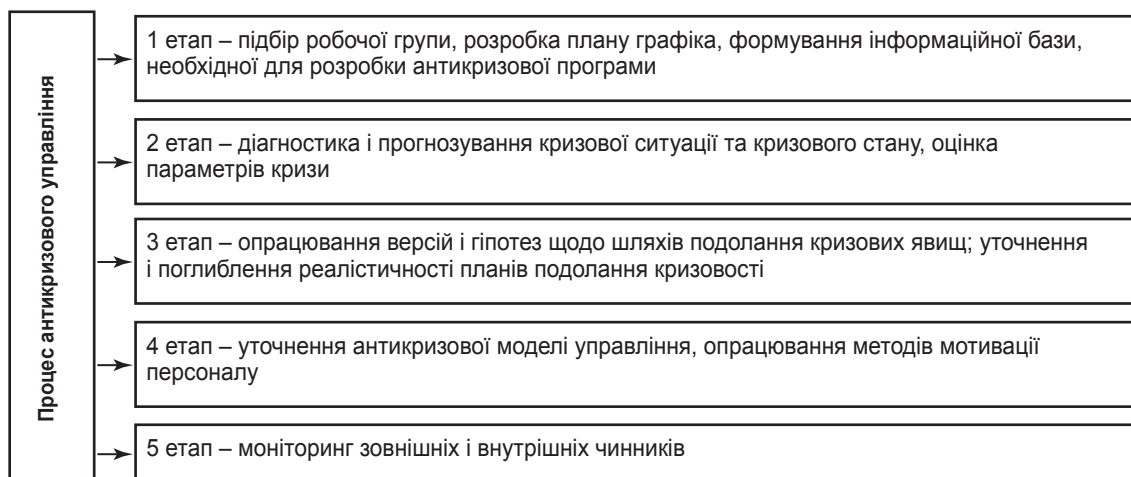 Процес антикризового управління
1 етап – підбір робочої групи, розробка плану графіка, формування інформаційної бази,
необхідної для розробки антикризової програми
2 етап – діагностика і прогнозування кризової ситуації та кризового стану, оцінка
параметрів кризи
3 етап – опрацювання версій і гіпотез щодо шляхів подолання кризових явищ; уточнення
і поглиблення реалістичності планів подолання кризовості
4 етап – уточнення антикризової моделі управління, опрацювання методів мотивації
персоналу
5 етап – моніторинг зовнішніх і внутрішніх чинників